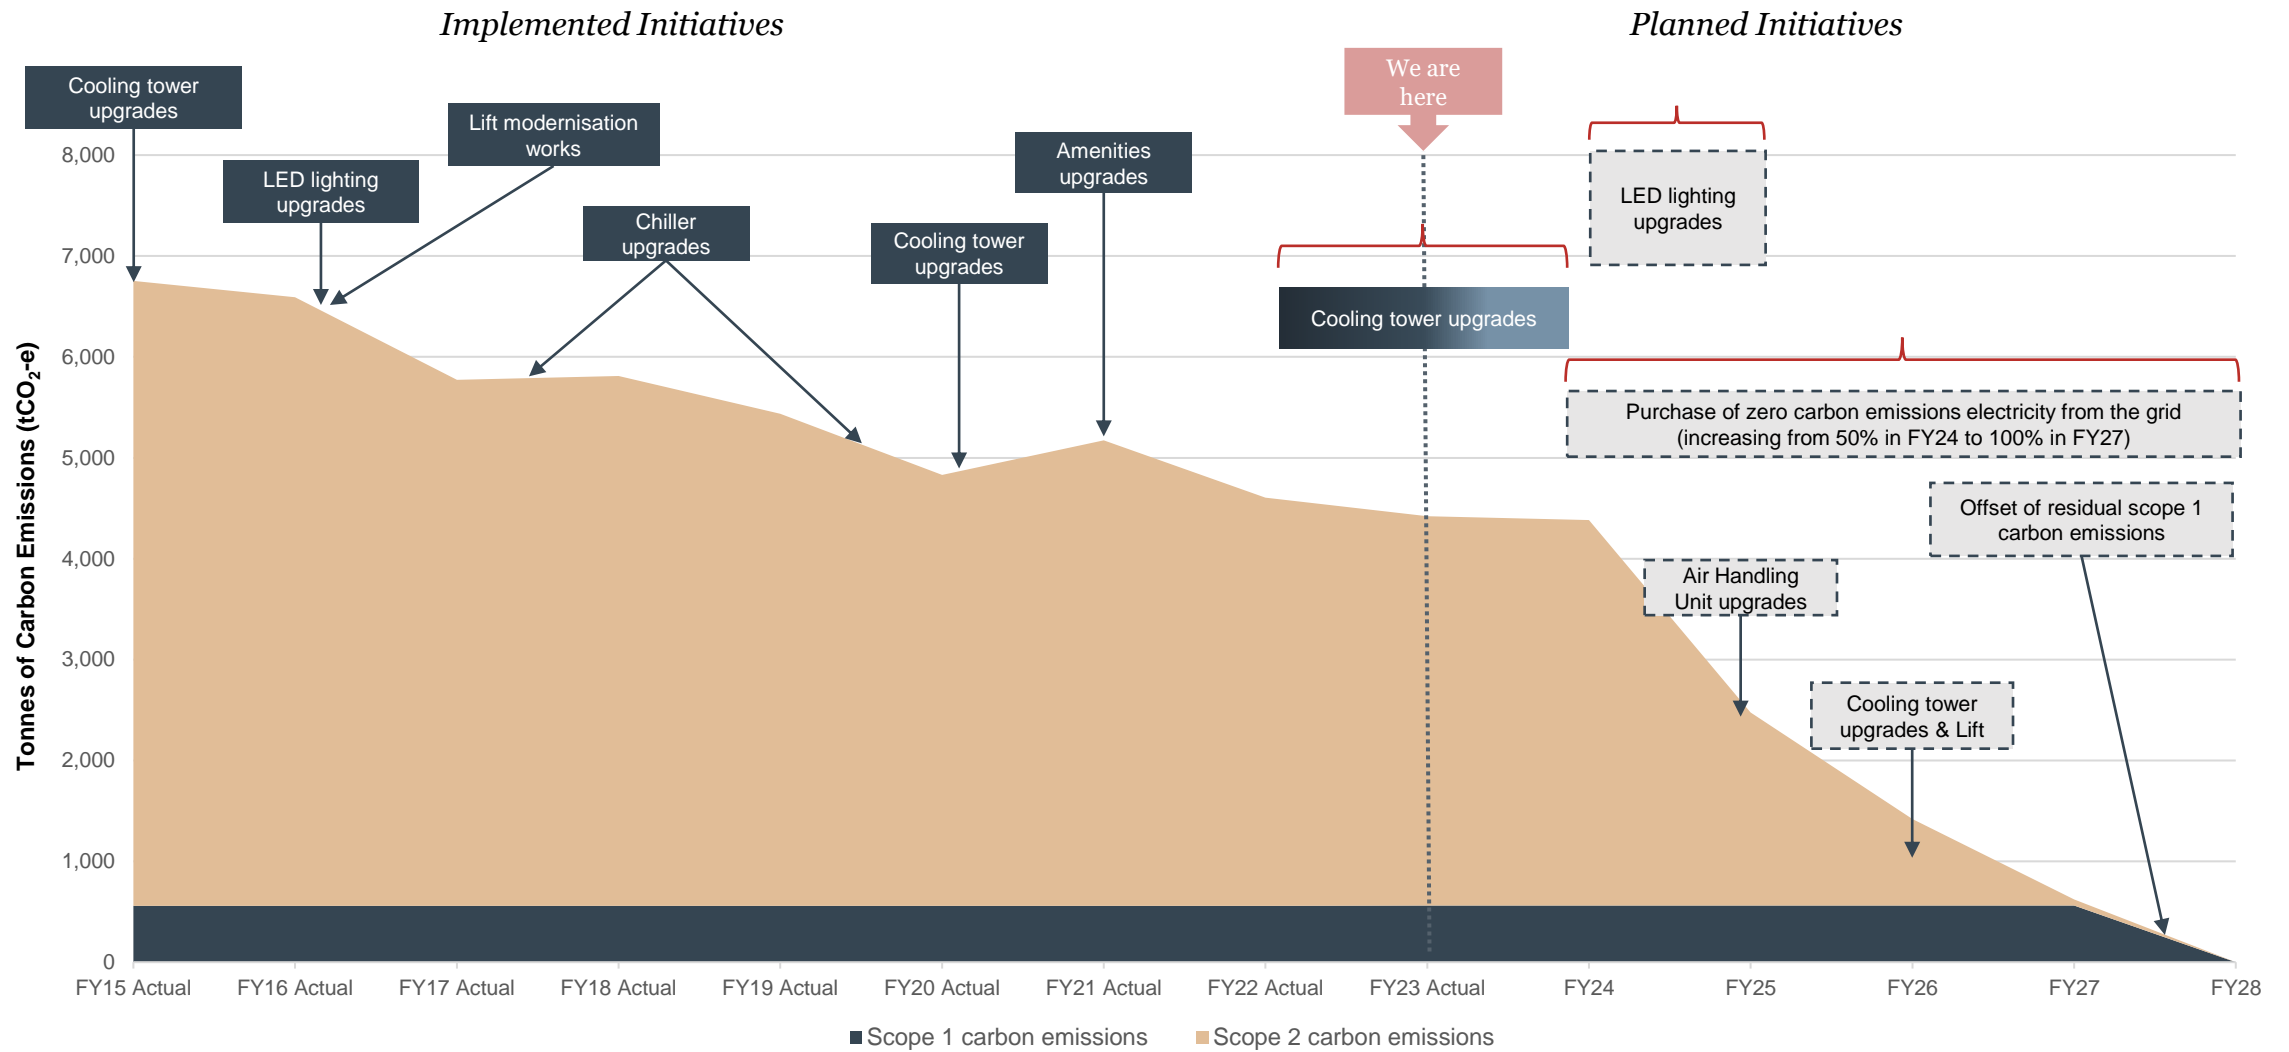 Implemented Initiatives
Planned Initiatives
We are
here
Cooling tower
upgrades
LED lighting
upgrades
Lift modernisation
works
Chiller
upgrades
Cooling tower
upgrades
Amenities
upgrades
Cooling tower upgrades
LED lighting
upgrades
Purchase of zero carbon emissions electricity from the grid
(increasing from 50% in FY24 to 100% in FY27)
Offset of residual scope 1
carbon emissions
Air Handling
Unit upgrades
Cooling tower
upgrades & Lift
Tonnes of Carbon Emissions (tCO₂-e)
8,000
7,000
6,000
5,000
4,000
3,000
2,000
1,000
0
FY15 Actual
FY16 Actual
FY17 Actual
FY18 Actual
FY19 Actual
FY20 Actual
FY21 Actual
FY22 Actual
FY23 Actual
FY24
FY25
FY26
FY27
FY28
Scope 1 carbon emissions
Scope 2 carbon emissions